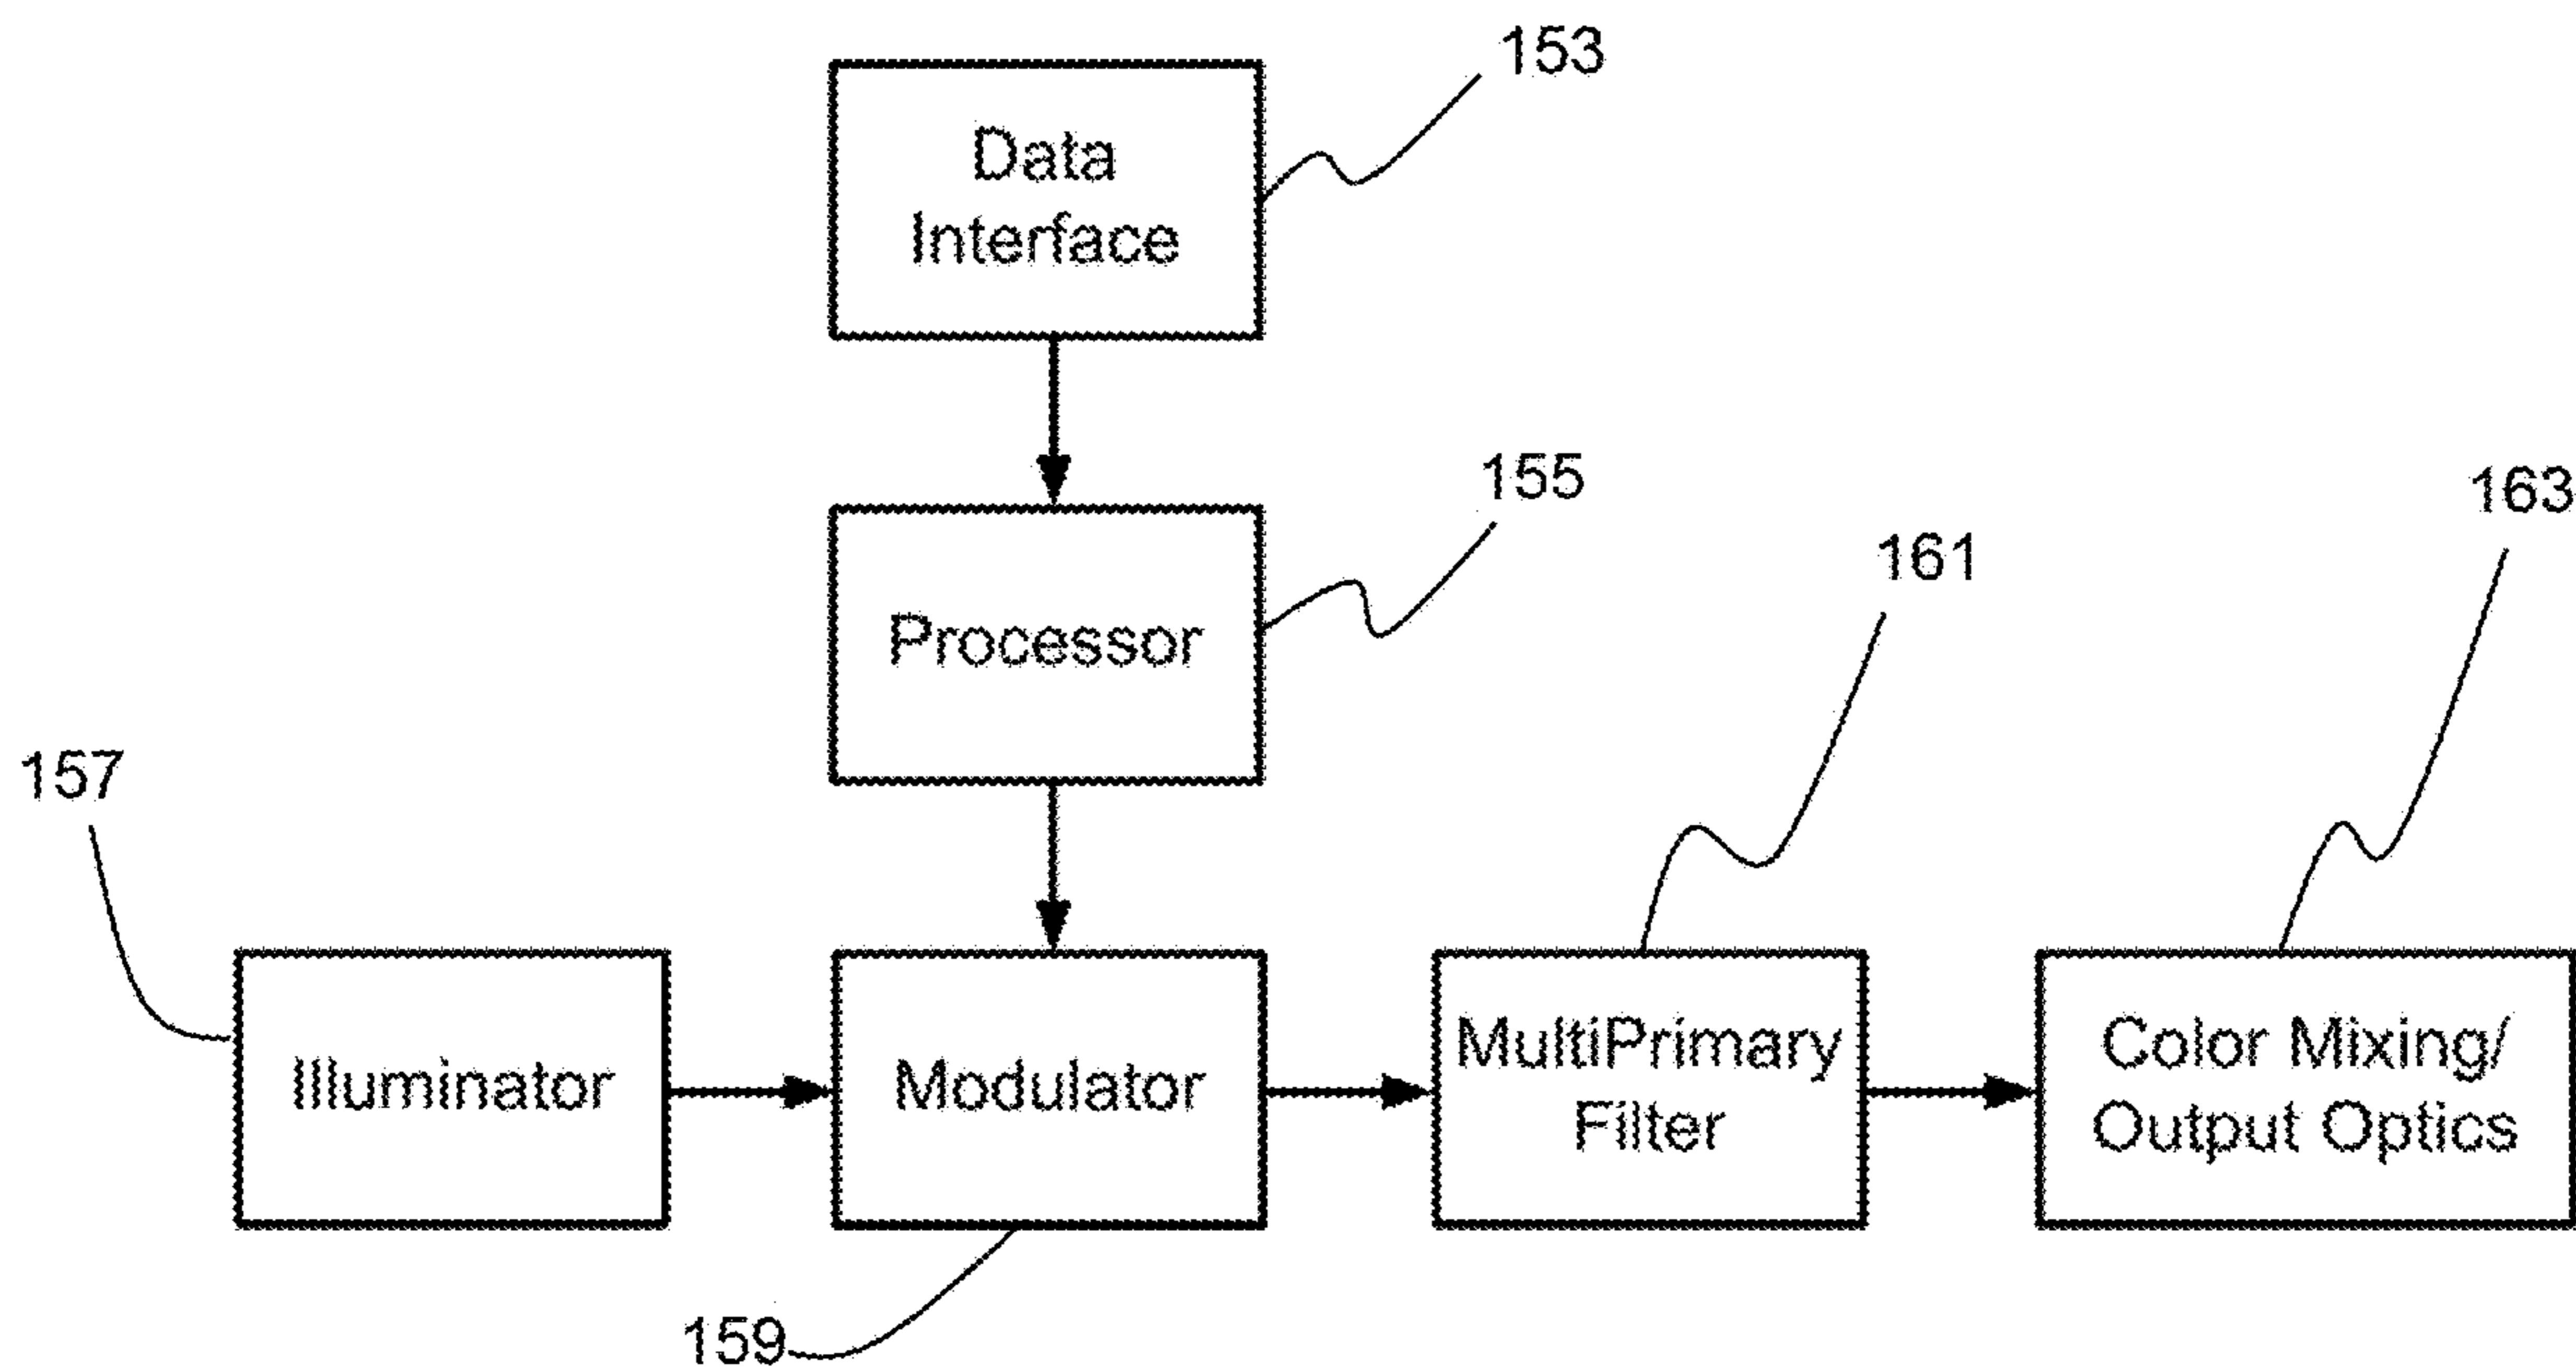 153
Data
Interface
155
163
161
Processor
157
Illuminator
Modulator
MultiPrimary
Filter
Color Mixing/
Output Optics
159